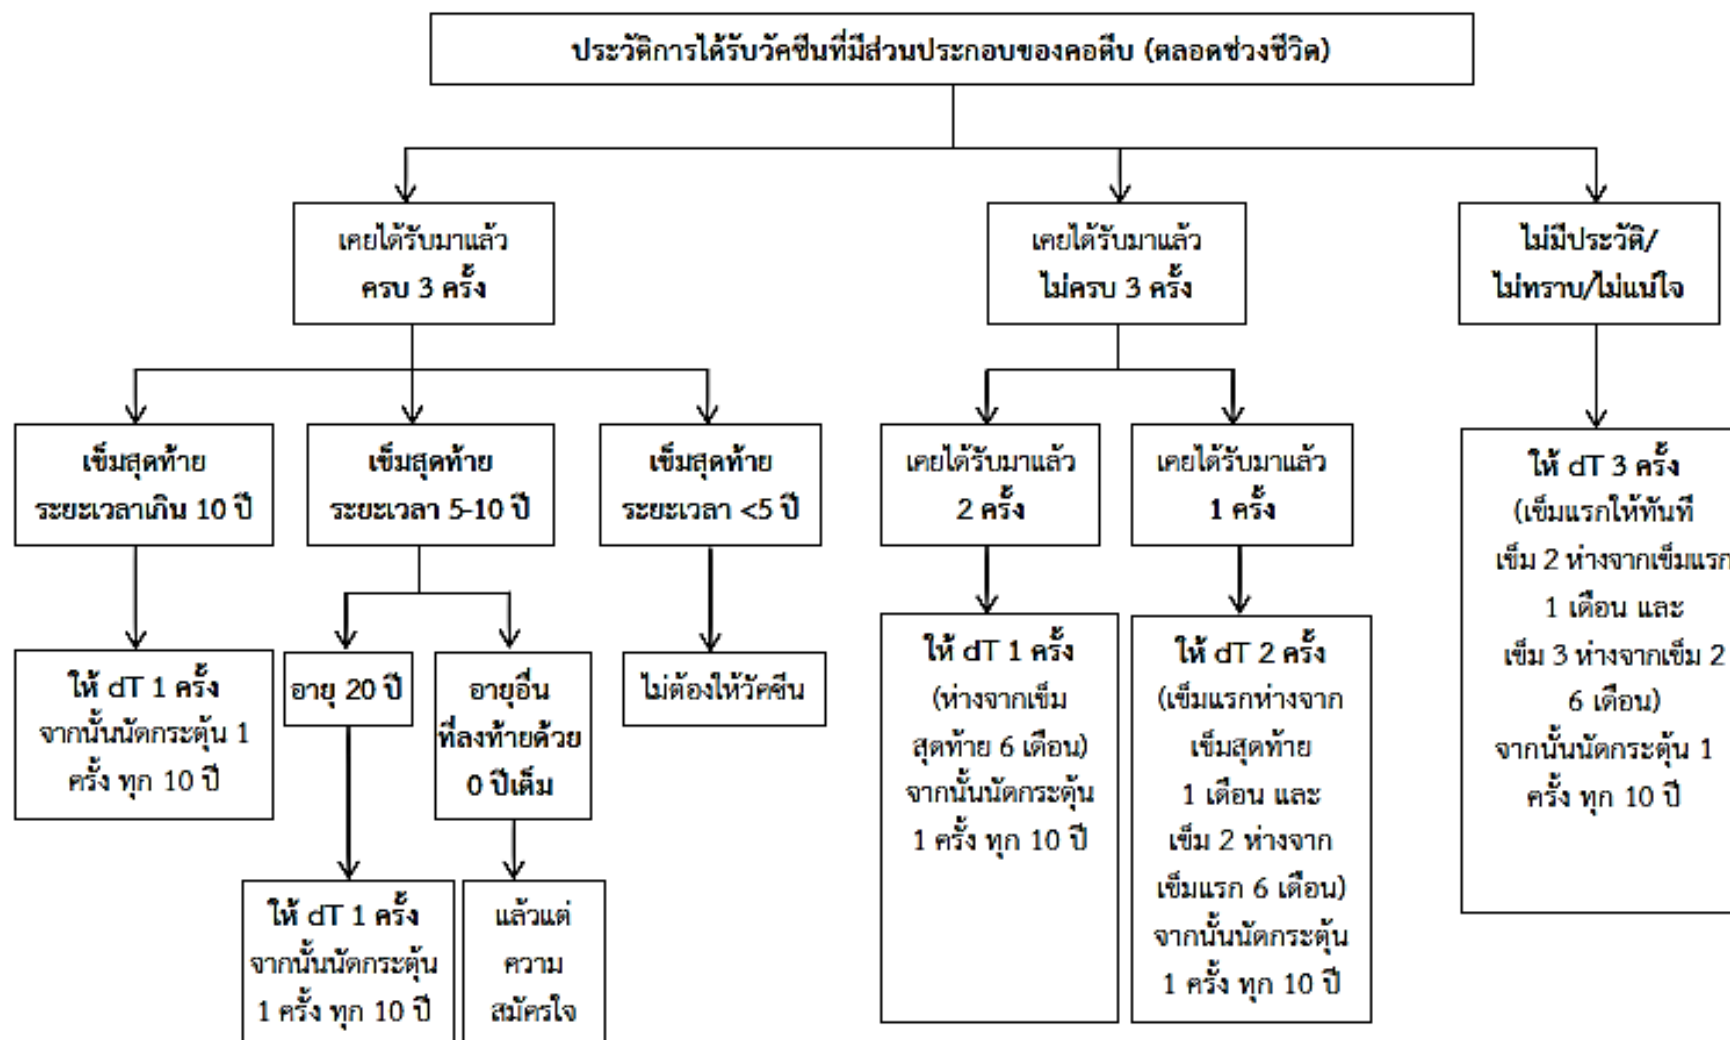 ประวัติการได้รับวัคซีนที่มีส่วนประกอบของคอตีบ (ตลอดช่วงชีวิต)
เคยได้รับมาแล้ว
ครบ 3 ครั้ง
เคยได้รับมาแล้ว
ไม่ครบ 3 ครั้ง
ไม่มีประวัติ/
ไม่ทราบ/ไม่แน่ใจ
เข็มสุดท้าย
ระยะเวลาเกิน 10 ปี
เข็มสุดท้าย
ระยะเวลา 5-10 ปี
เข็มสุดท้าย
ระยะเวลา <5 ปี
เคยได้รับมาแล้ว
2 ครั้ง
เคยได้รับมาแล้ว
1 ครั้ง
ให้ dT 3 ครั้ง
(เข็มแรกให้ทันที
เข็ม 2 ห่างจากเข็มแรก
1 เดือน และ
เข็ม 3 ห่างจากเข็ม 2
6 เดือน)
จากนั้นนัดกระตุ้น 1
ครั้ง ทุก 10 ปี
ให้ dT 1 ครั้ง
จากนั้นนัดกระตุ้น 1
ครั้ง ทุก 10 ปี
อายุ 20 ปี
อายุอื่น
ที่ลงท้ายด้วย
0 ปีเต็ม
ไม่ต้องให้วัคซีน
ให้ dT 1 ครั้ง
(ห่างจากเข็ม
สุดท้าย 6 เดือน)
จากนั้นนัดกระตุ้น
1 ครั้ง ทุก 10 ปี
ให้ dT 2 ครั้ง
(เข็มแรกห่างจาก
เข็มสุดท้าย
1 เดือน และ
เข็ม 2 ห่างจาก
เข็มแรก 6 เดือน)
จากนั้นนัดกระตุ้น
1 ครั้ง ทุก 10 ปี
ให้ dT 1 ครั้ง
จากนั้นนัดกระตุ้น
1 ครั้ง ทุก 10 ปี
แล้วแต่
ความ
สมัครใจ